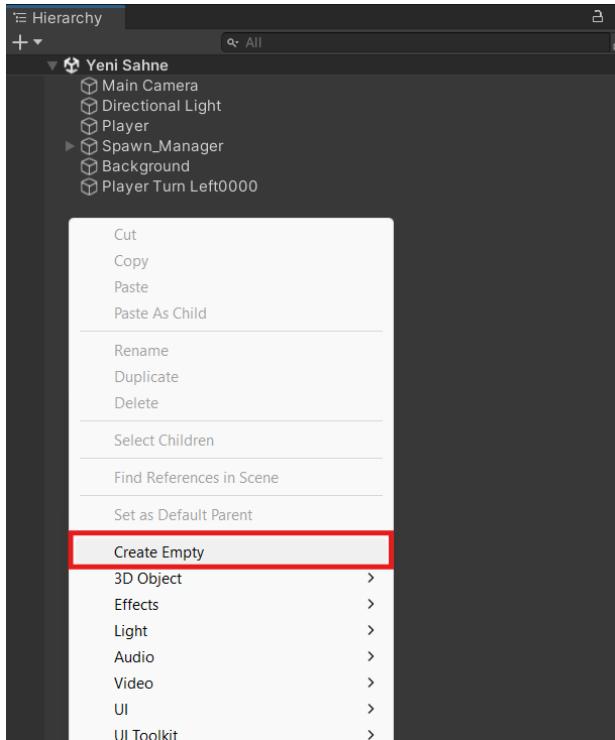 Hierarchy
All
Yeni Sahne
Main Camera
Directional Light
Player
Spawn_Manager
Background
Player Turn Left0000
Cut
Copy
Paste
Paste As Child
Rename
Duplicate
Delete
Select Children
Find References in Scene
Set as Default Parent
Create Empty
3D Object
Effects
Light
Audio
Video
UI
UI Toolkit